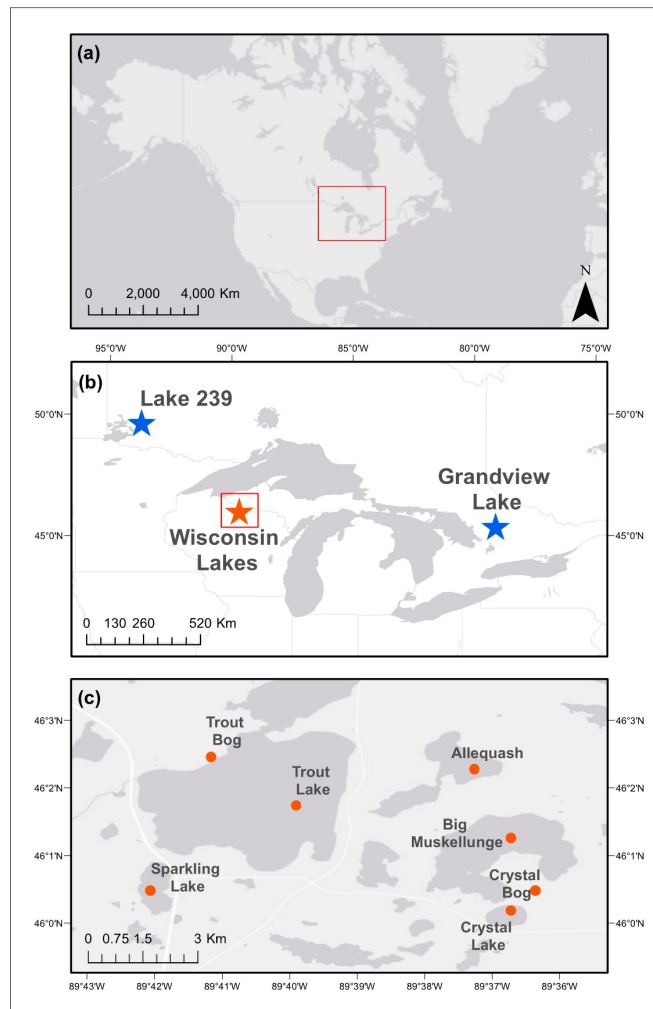 (a)
N
0 2,000 4,000 Km
95°0'W 90°0'W 85°0'W 80°0'W 75°0'W
(b)
Lake 239
50°0'N 50°0'N
Grandview
Lake
45°0'N 45°0'N
Wisconsin
Lakes
0 130 260 520 Km
(c)
46°3'N 46°3'N
Trout
Bog
Allequash
Trout
Lake
46°2'N 46°2'N
Big
Muskellunge
46°1'N 46°1'N
Sparkling
Lake
Crystal
Bog
46°0'N 46°0'N
Crystal
Lake
0 0.75 1.5 3 Km
89°43'W 89°42'W 89°41'W 89°40'W 89°39'W 89°38'W 89°37'W 89°36'W